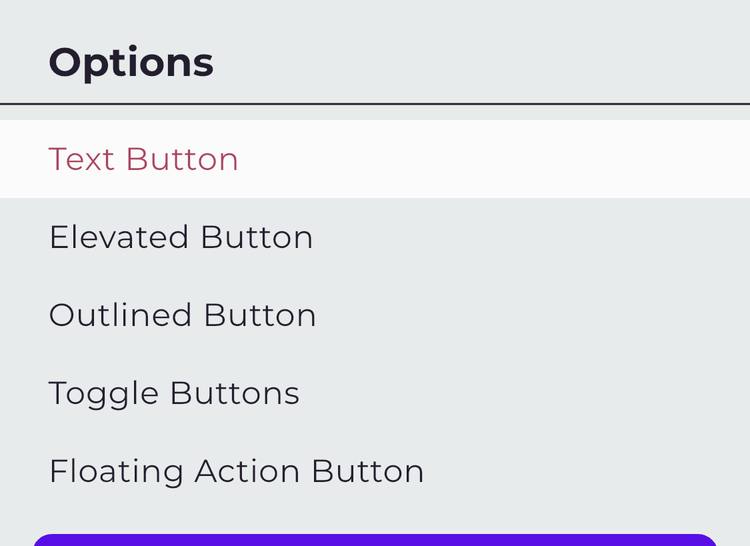 Options
Text Button
Elevated Button
Outlined Button
Toggle Buttons
Floating Action Button